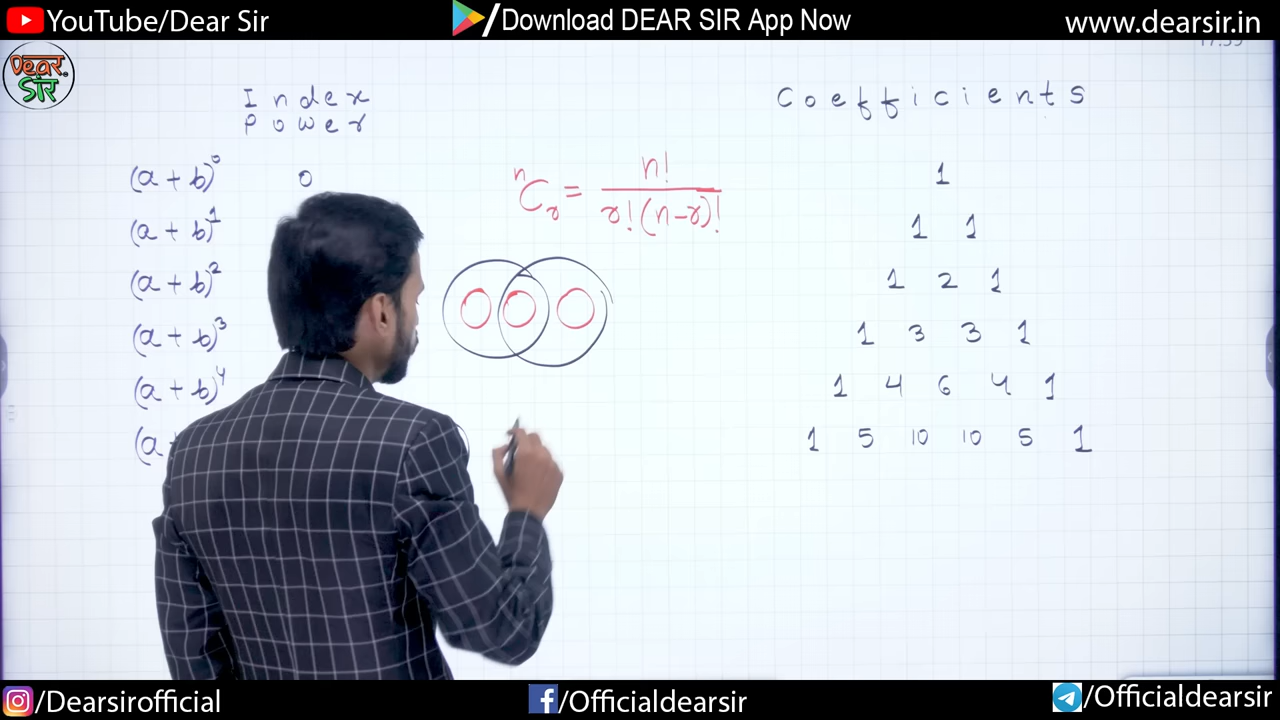 YouTube/Dear Sir
/Download DEAR SIR App Now
www.dearsir.in
Dear
Sir
Index
Power
Coefficients
(a + b)⁰ 0
(a + b)¹
(a + b)²
(a + b)³
(a + b)⁴
(a
ⁿCᵣ = n! / r!(n-r)!
1
1 1
1 2 1
1 3 3 1
1 4 6 4 1
1 5 10 10 5 1
/Dearsirofficial
/Officialdearsir
/Officialdearsir